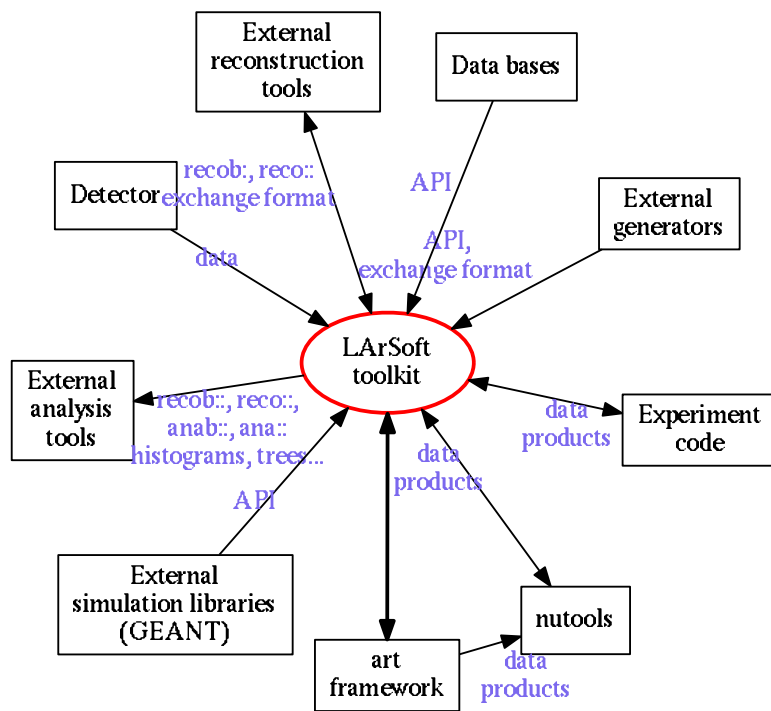 External
reconstruction
tools
Data bases
Detector
recob:, reco::
exchange format
API
External
generators
data
API,
exchange format
LArSoft
toolkit
External
analysis
tools
recob::, reco::,
anab::, ana::
histograms, trees...
data
products
Experiment
code
data
products
API
External
simulation libraries
(GEANT)
nutools
art
framework
data
products